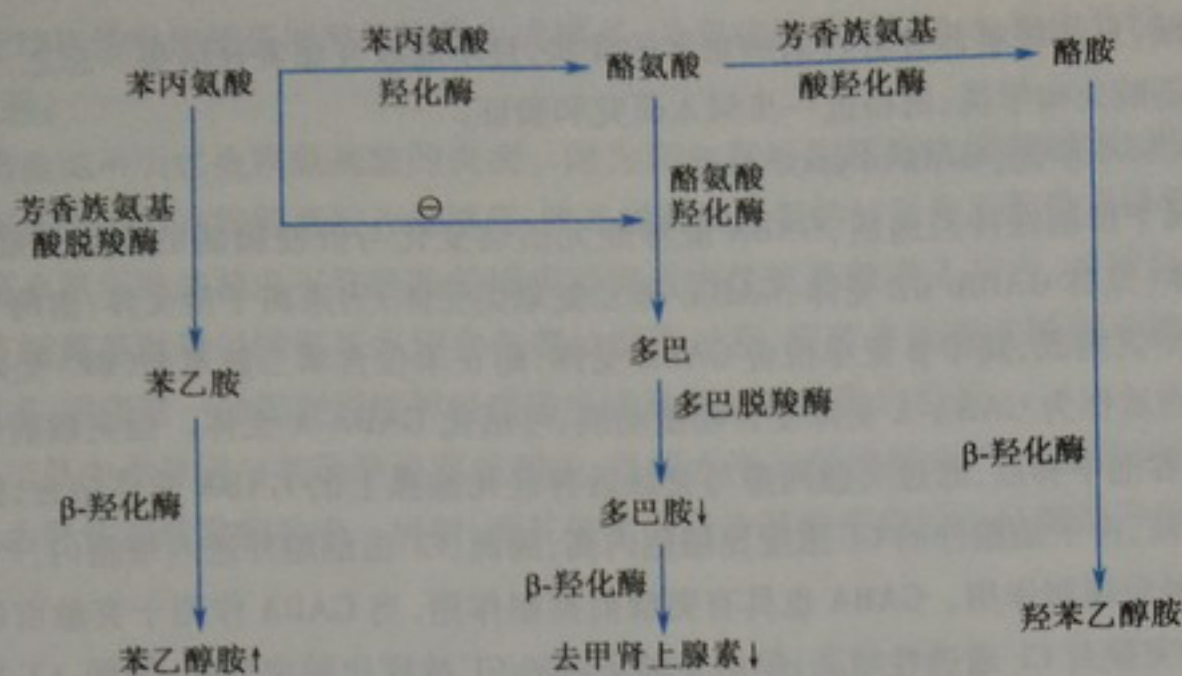 苯丙氨酸
苯丙氨酸
羟化酶
酪氨酸
芳香族氨基
酸羟化酶
酪胺
芳香族氨基
酸脱羧酶
⊖
酪氨酸
羟化酶
苯乙胺
多巴
多巴脱羧酶
β-羟化酶
β-羟化酶
多巴胺↓
β-羟化酶
苯乙醇胺↑
去甲肾上腺素↓
羟苯乙醇胺